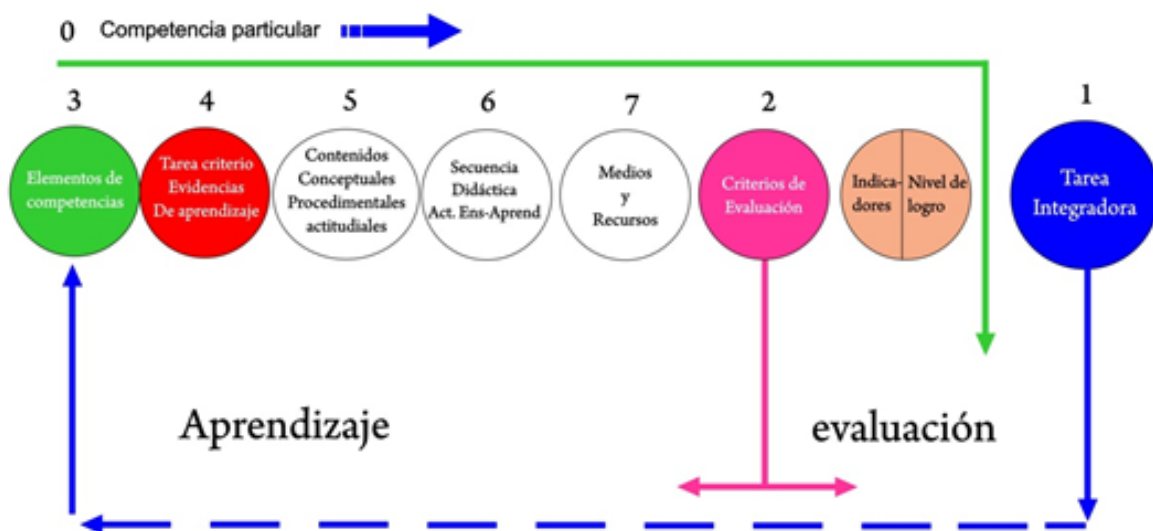 0 Competencia particular
3
4
5
6
7
2
1
Elementos de
competencias
Tarea criterio
Evidencias
De aprendizaje
Contenidos
Conceptuales
Procedimentales
actitudiales
Secuencia
Didáctica
Act. Ens-Aprend
Medios
y
Recursos
Criterios de
Evaluación
Indica-
dores
Nivel de
logro
Tarea
Integradora
Aprendizaje
evaluación